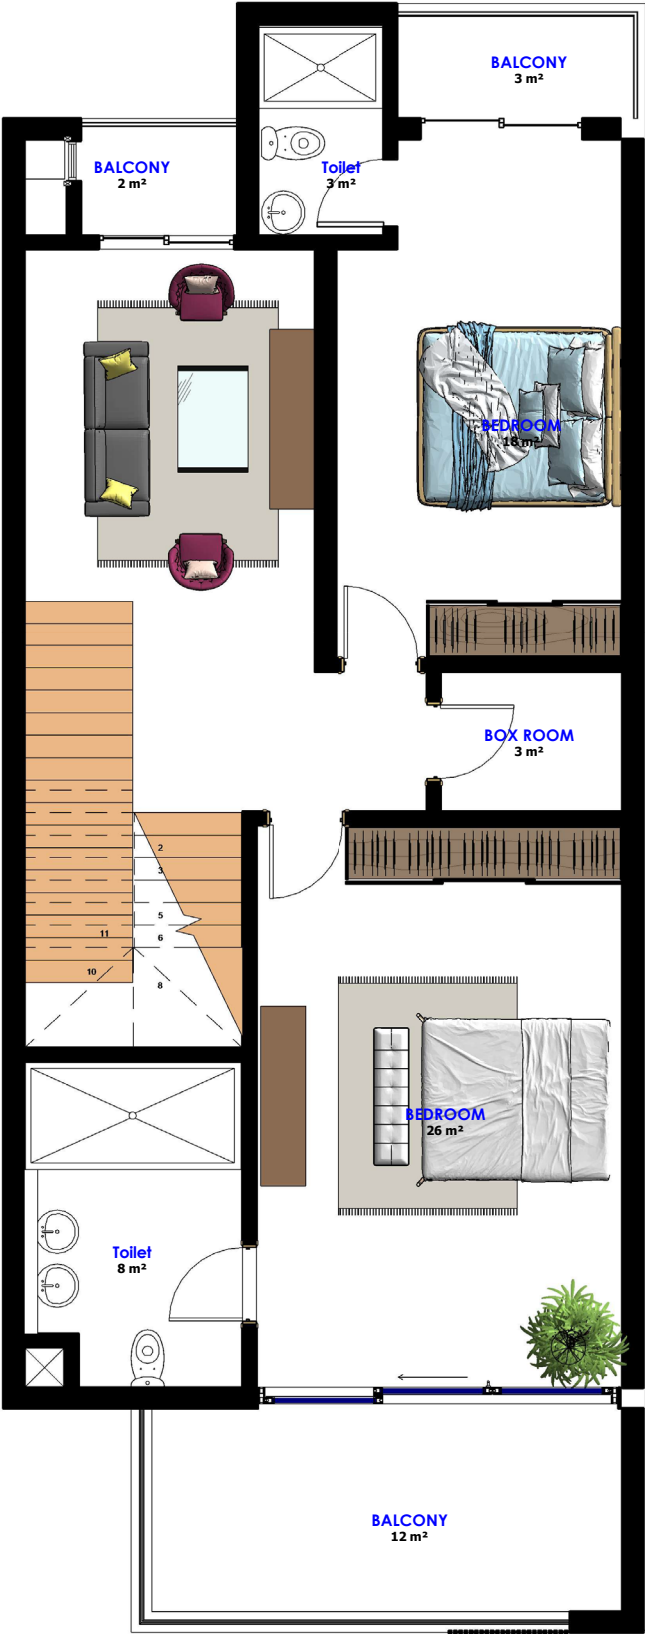 BALCONY
3 m²
BALCONY
2 m²
Toilet
3 m²
BEDROOM
18 m²
BOX ROOM
3 m²
2
3
5
6
8
11
10
BEDROOM
26 m²
Toilet
8 m²
BALCONY
12 m²